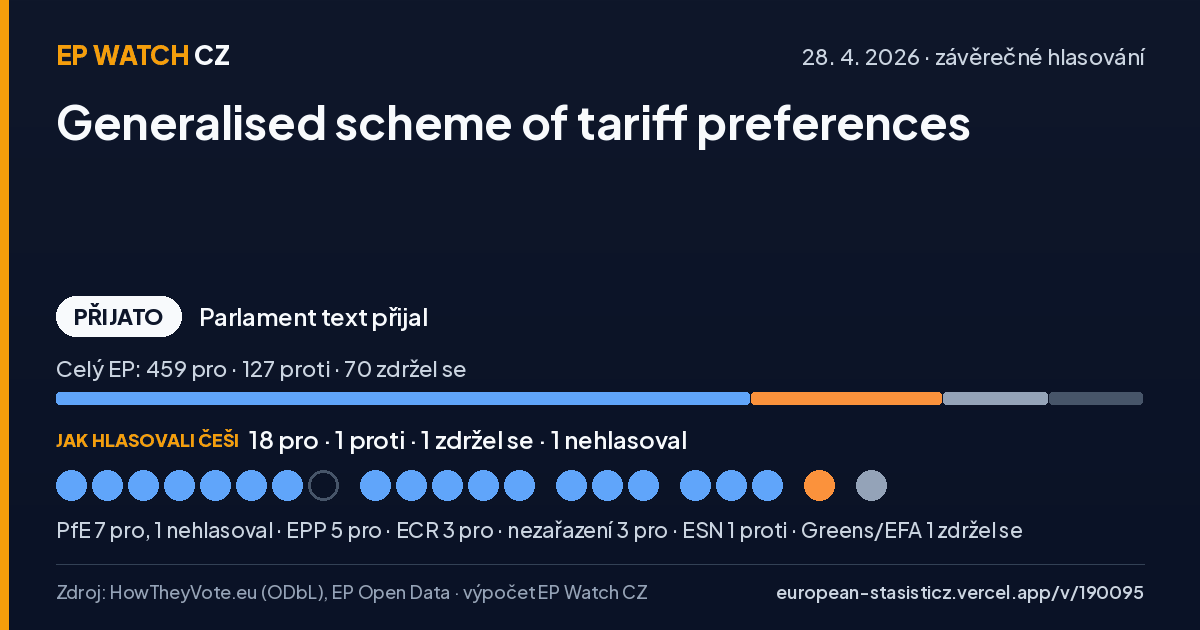 EP WATCH CZ
28. 4. 2026 · závěrečné hlasování
Generalised scheme of tariff preferences
PŘIJATO Parlament text přijal
Celý EP: 459 pro · 127 proti · 70 zdržel se
JAK HLASOVALI ČEŠI 18 pro · 1 proti · 1 zdržel se · 1 nehlasoval
PfE 7 pro, 1 nehlasoval · EPP 5 pro · ECR 3 pro · nezařazení 3 pro · ESN 1 proti · Greens/EFA 1 zdržel se
Zdroj: HowTheyVote.eu (ODbL), EP Open Data · výpočet EP Watch CZ
european-stasisticz.vercel.app/v/190095